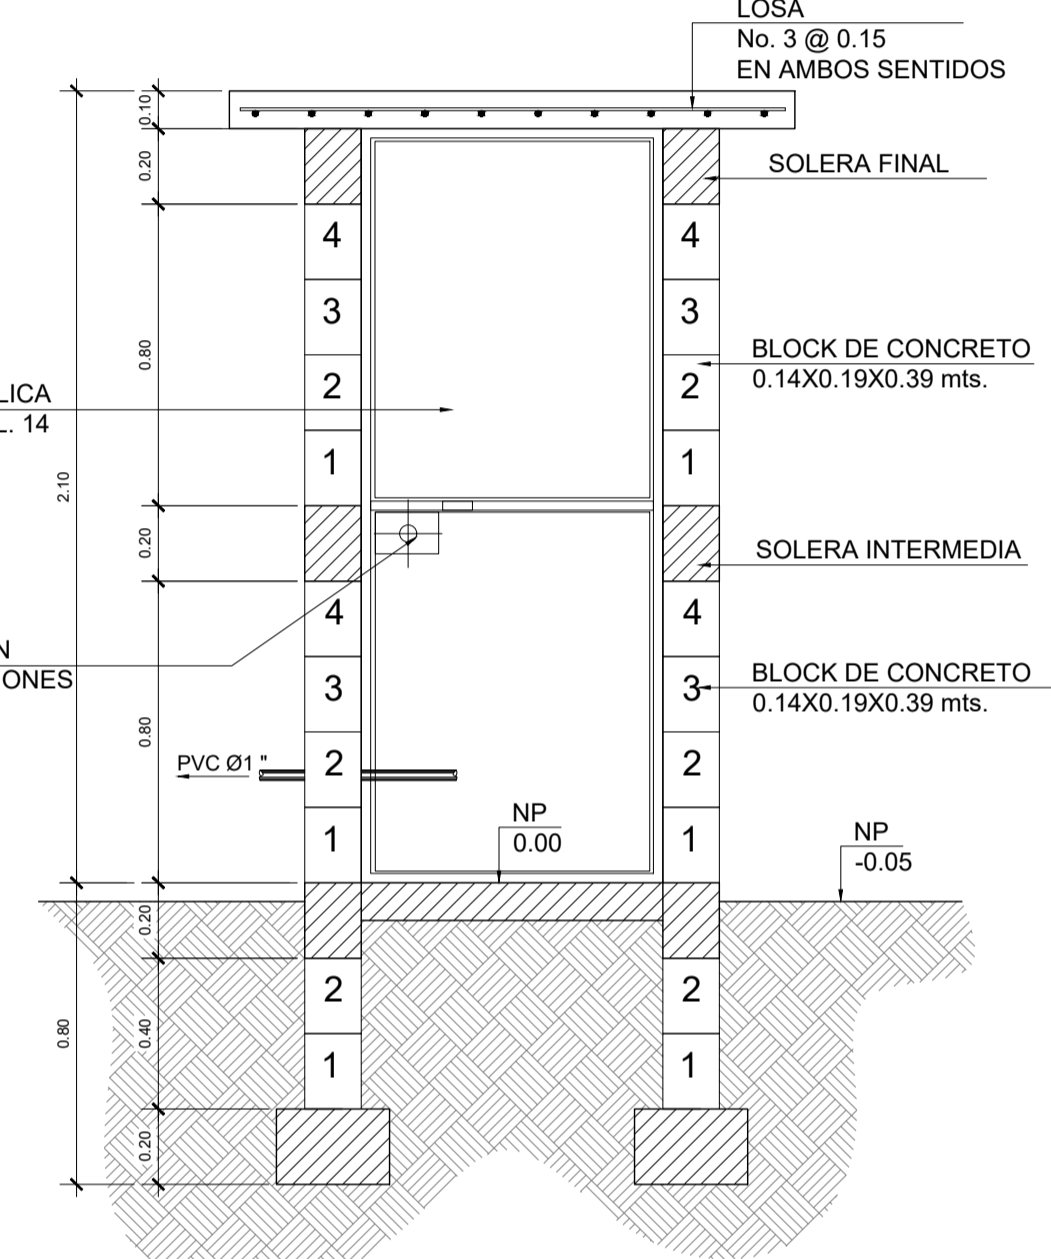 LOSA
No. 3 @ 0.15
EN AMBOS SENTIDOS
0.10
0.20
SOLERA FINAL
4
4
3
3
0.80
BLOCK DE CONCRETO
0.14X0.19X0.39 mts.
2
2
LICA
L. 14
1
1
2.10
0.20
SOLERA INTERMEDIA
4
4
N
ONES
3
3
BLOCK DE CONCRETO
0.14X0.19X0.39 mts.
0.80
PVC Ø1 "
2
2
NP
0.00
1
1
NP
-0.05
0.20
2
2
0.80
0.40
1
1
0.20